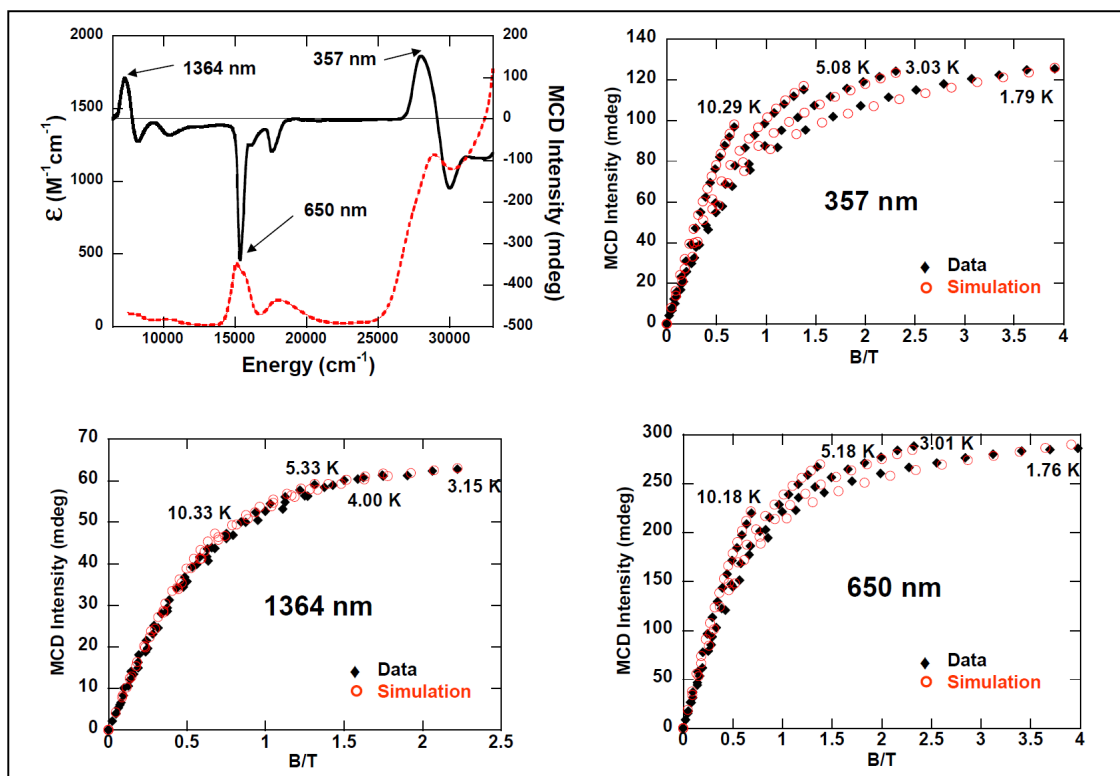 2000
1500
1000
500
0
ε (M⁻¹cm⁻¹)
1364 nm
357 nm
650 nm
200
100
0
-100
-200
-300
-400
-500
MCD Intensity (mdeg)
10000 15000 20000 25000 30000
Energy (cm⁻¹)
140
120
100
80
60
40
20
0
MCD Intensity (mdeg)
5.08 K 3.03 K
1.79 K
10.29 K
357 nm
Data
Simulation
0 0.5 1 1.5 2 2.5 3 3.5 4
B/T
70
60
50
40
30
20
10
0
MCD Intensity (mdeg)
5.33 K
4.00 K 3.15 K
10.33 K
1364 nm
Data
Simulation
0 0.5 1 1.5 2 2.5
B/T
300
250
200
150
100
50
0
MCD Intensity (mdeg)
5.18 K 3.01 K
1.76 K
10.18 K
650 nm
Data
Simulation
0 0.5 1 1.5 2 2.5 3 3.5 4
B/T